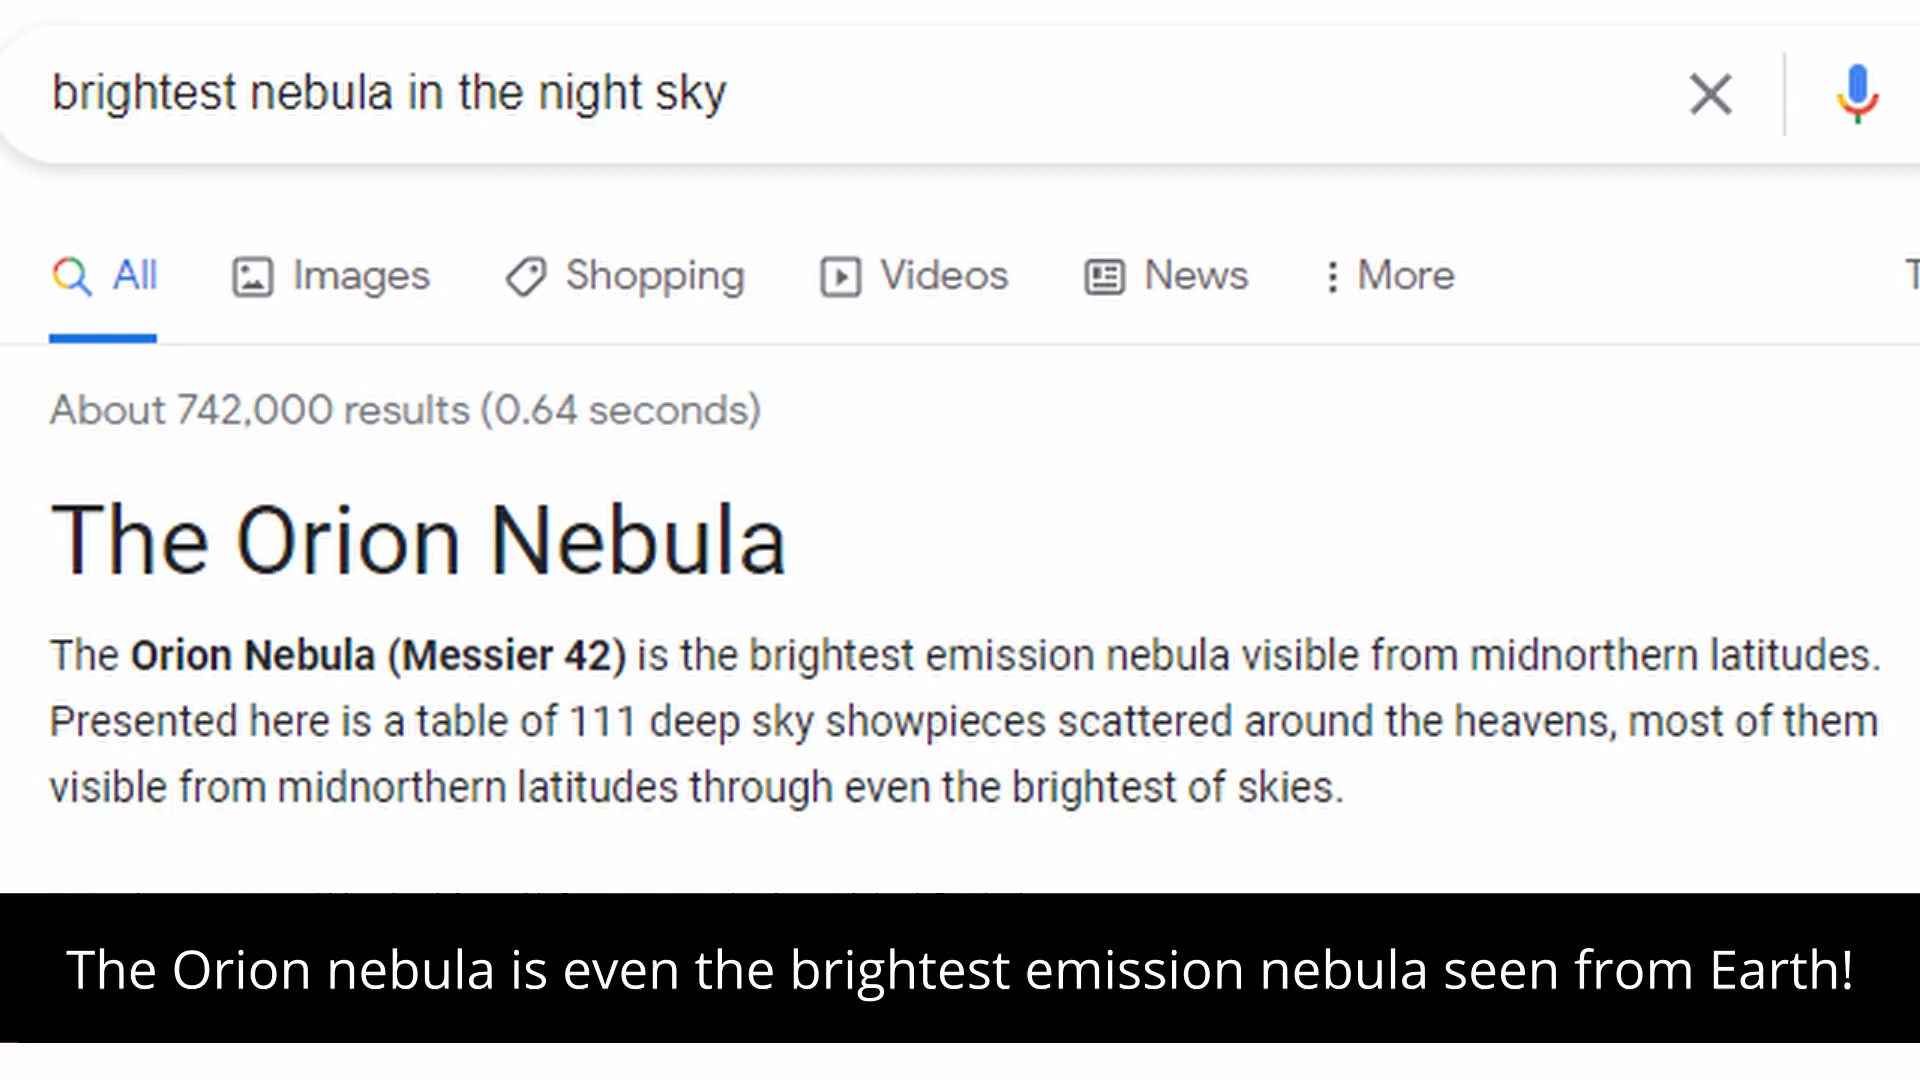 brightest nebula in the night sky
All Images Shopping Videos News More T
About 742,000 results (0.64 seconds)
The Orion Nebula
The Orion Nebula (Messier 42) is the brightest emission nebula visible from midnorthern latitudes.
Presented here is a table of 111 deep sky showpieces scattered around the heavens, most of them
visible from midnorthern latitudes through even the brightest of skies.
The Orion nebula is even the brightest emission nebula seen from Earth!